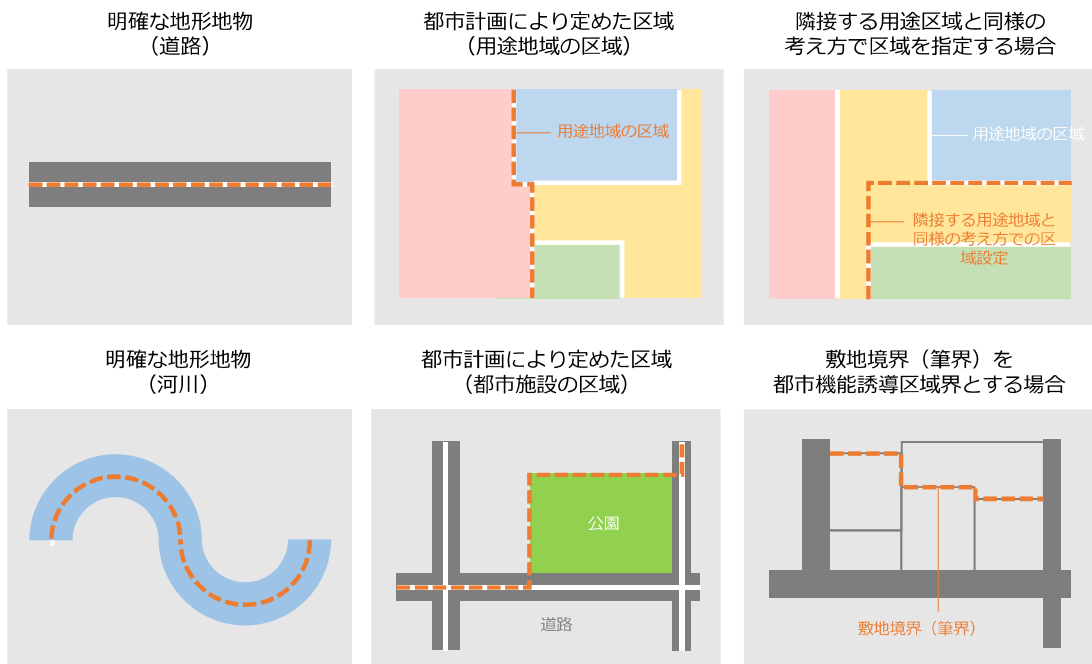 明確な地形地物
（道路）
都市計画により定めた区域
（用途地域の区域）
隣接する用途区域と同様の
考え方で区域を指定する場合
用途地域の区域
用途地域の区域
隣接する用途地域と
同様の考え方での区
域設定
明確な地形地物
（河川）
都市計画により定めた区域
（都市施設の区域）
敷地境界（筆界）を
都市機能誘導区域界とする場合
公園
道路
敷地境界（筆界）